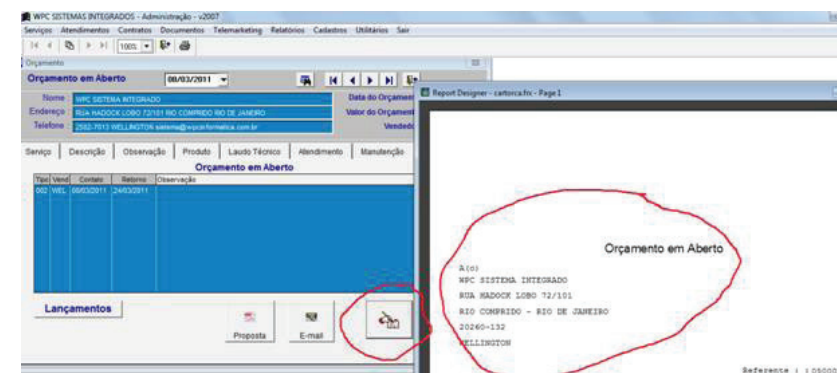 WPC SISTEMAS INTEGRADOS - Administração - v2007
Serviços Atendimentos Contratos Documentos Telemarketing Relatórios Cadastros Utilitários Sair
100%
Orçamento
Orçamento em Aberto 08/03/2011
Nome : WPC SISTEMA INTEGRADO Data do Orçamen
Endereço : RUA HADOCK LOBO 72/101 RIO COMPRIDO RIO DE JANEIRO Valor do Orçamen
Telefone : 2502-7013 WELLINGTON sistema@wpcinformatica.com.br Vended
Serviço Descrição Observação Produto Laudo Técnico Atendimento Manutenção
Orçamento em Aberto
Tipo Vend Contato Retorno Observação
002 WEL 08/03/2011 24/03/2011
Lançamentos
Proposta E-mail
Report Designer - cartorca.frx - Page 1
Orçamento em Aberto
A(o)
WPC SISTEMA INTEGRADO
RUA HADOCK LOBO 72/101
RIO COMPRIDO - RIO DE JANEIRO
20260-132
WELLINGTON
Referente :